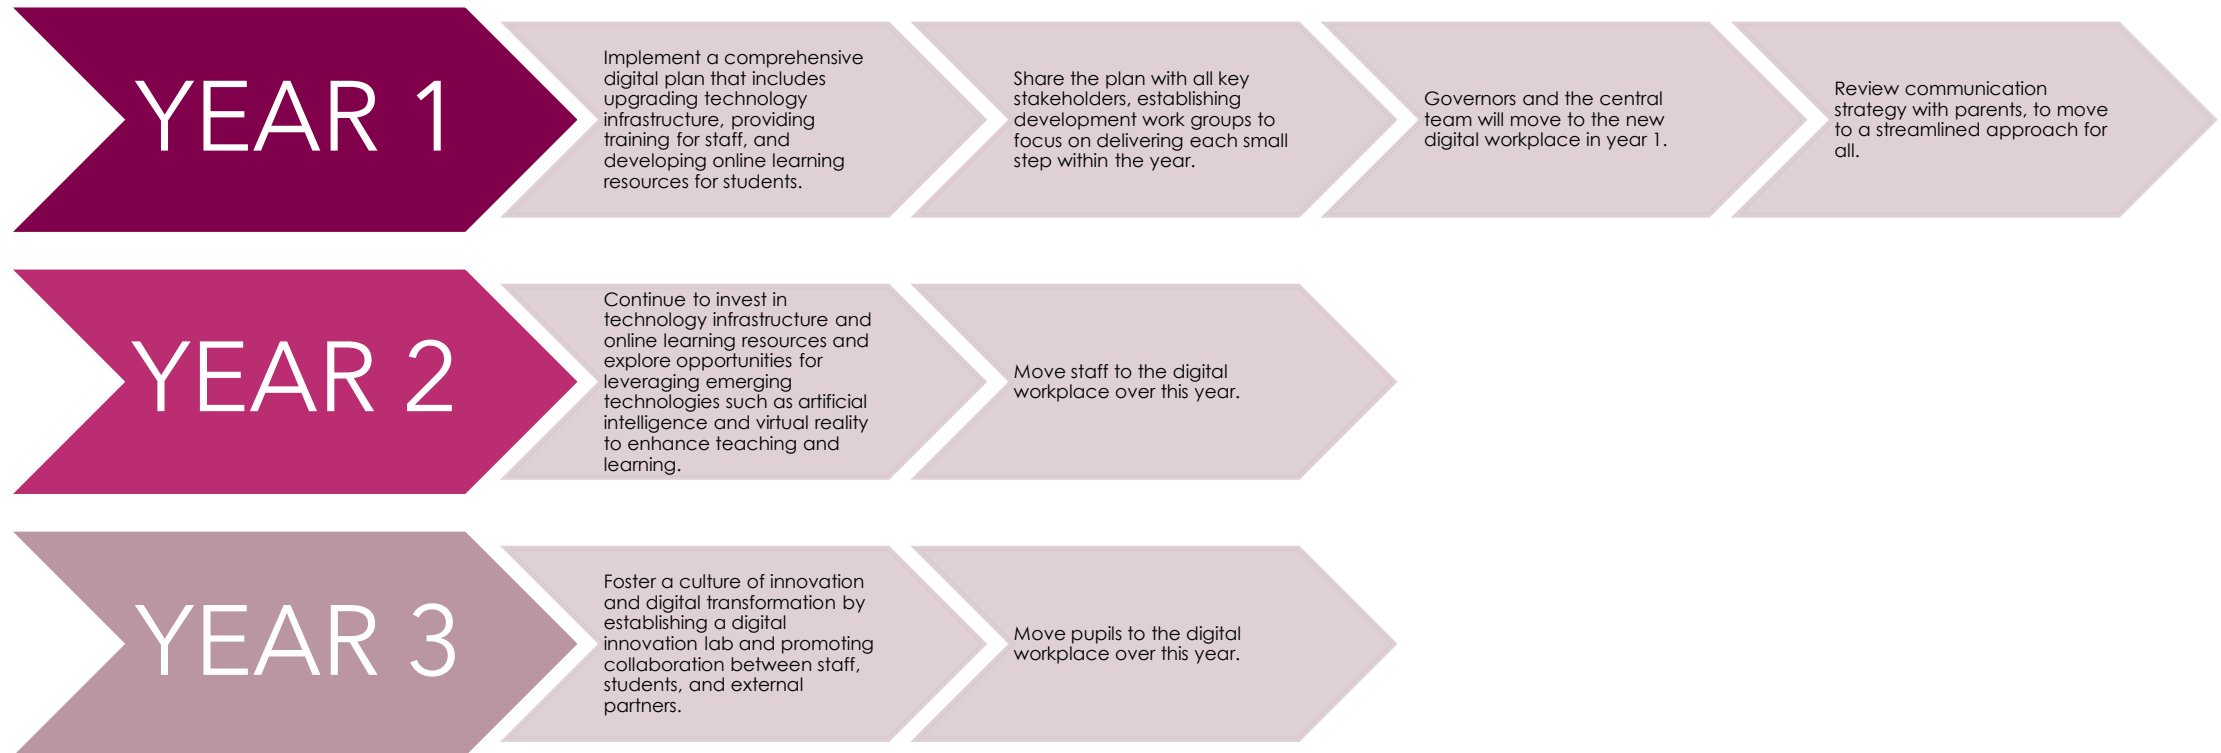 YEAR 1
Implement a comprehensive
digital plan that includes
upgrading technology
infrastructure, providing
training for staff, and
developing online learning
resources for students.
Share the plan with all key
stakeholders, establishing
development work groups to
focus on delivering each small
step within the year.
Governors and the central
team will move to the new
digital workplace in year 1.
Review communication
strategy with parents, to move
to a streamlined approach for
all.
YEAR 2
Continue to invest in
technology infrastructure and
online learning resources and
explore opportunities for
leveraging emerging
technologies such as artificial
intelligence and virtual reality
to enhance teaching and
learning.
Move staff to the digital
workplace over this year.
YEAR 3
Foster a culture of innovation
and digital transformation by
establishing a digital
innovation lab and promoting
collaboration between staff,
students, and external
partners.
Move pupils to the digital
workplace over this year.